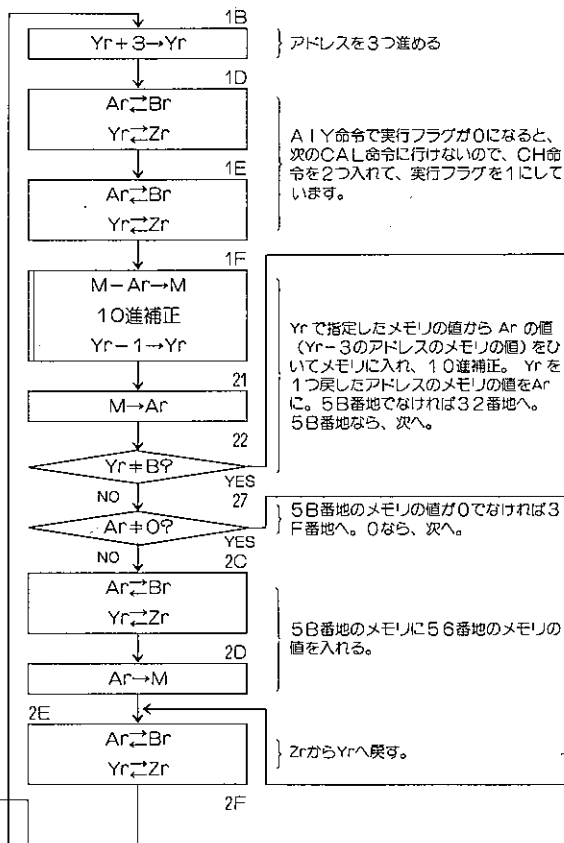 1B
Yr+3→Yr
アドレスを3つ進める
1D
Ar⇄Br
Yr⇄Zr
1E
Ar⇄Br
Yr⇄Zr
AIY命令で実行フラグが0になると、
次のCAL命令に行けないので、CH命
令を2つ入れて、実行フラグを1にして
います。
1F
M−Ar→M
10進補正
Yr−1→Yr
21
M→Ar
22
Yr≠B?
YES
NO
Yrで指定したメモリの値から Ar の値
(Yr−3のアドレスのメモリの値)をひ
いてメモリに入れ、10進補正。 Yrを
1つ戻したアドレスのメモリの値をAr
に。5B番地でなければ32番地へ。
5B番地なら、次へ。
27
Ar≠0?
YES
NO
5B番地のメモリの値が0でなければ3
F番地へ。0なら、次へ。
2C
Ar⇄Br
Yr⇄Zr
2D
Ar→M
5B番地のメモリに56番地のメモリの
値を入れる。
2E
Ar⇄Br
Yr⇄Zr
ZrからYrへ戻す。
2F